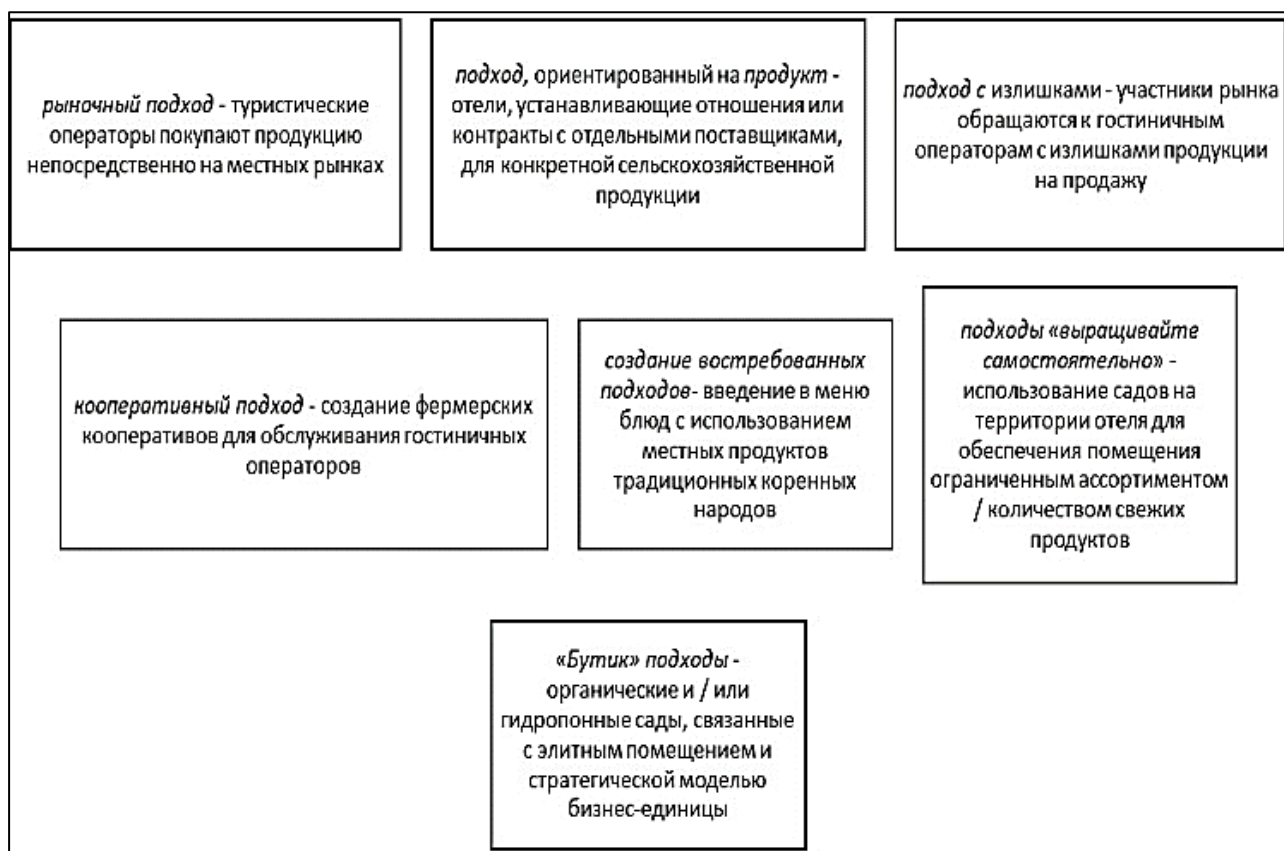 рыночный подход - туристические
операторы покупают продукцию
непосредственно на местных рынках
подход, ориентированный на продукт -
отели, устанавливающие отношения или
контракты с отдельными поставщиками,
для конкретной сельскохозяйственной
продукции
подход с излишками - участники рынка
обращаются к гостиничным
операторам с излишками продукции
на продажу
кооперативный подход - создание фермерских
кооперативов для обслуживания гостиничных
операторов
создание востребованных
подходов- введение в меню
блюд с использованием
местных продуктов
традиционных коренных
народов
подходы «выращивайте
самостоятельно» -
использование садов на
территории отеля для
обеспечения помещения
ограниченным ассортиментом
/ количеством свежих
продуктов
«Бутик» подходы -
органические и / или
гидропонные сады, связанные
с элитным помещением и
стратегической моделью
бизнес-единицы